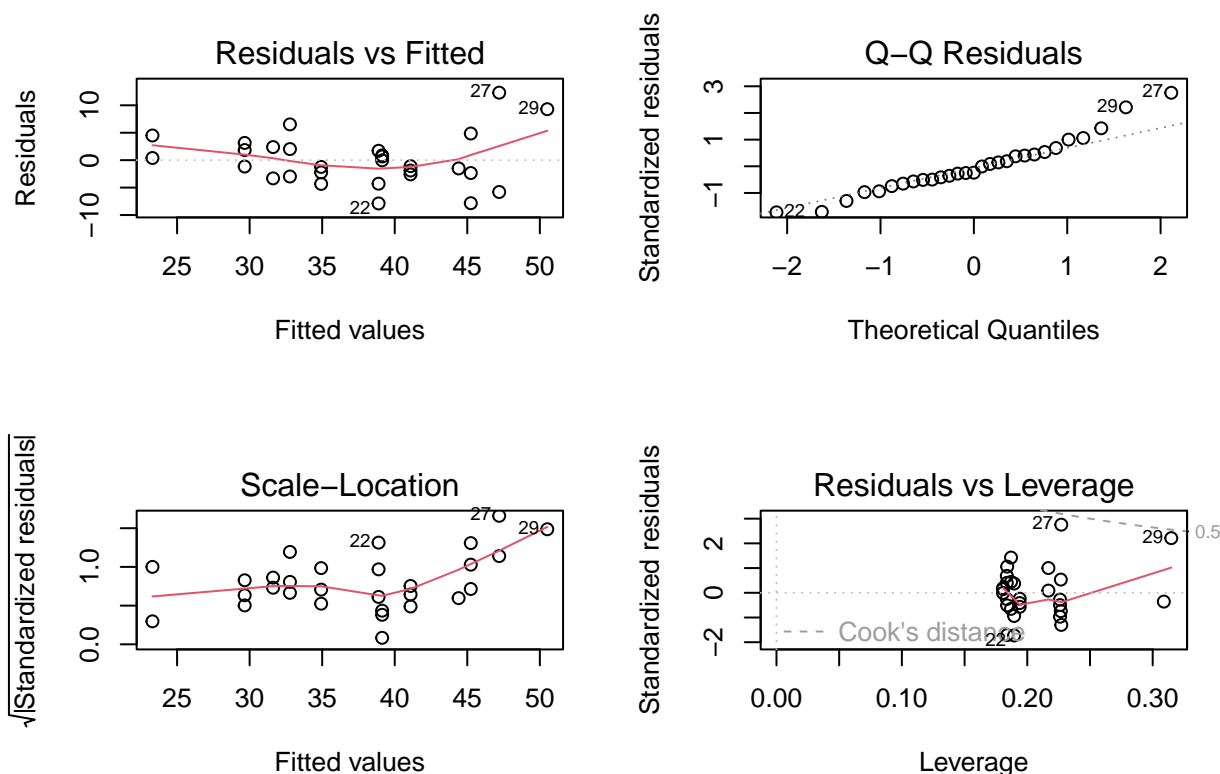 Residuals vs Fitted
Residuals
−10 0 10
27
29
22
25 30 35 40 45 50
Fitted values
Q−Q Residuals
Standardized residuals
−1 1 3
27
29
22
−2 −1 0 1 2
Theoretical Quantiles
Scale−Location
√|Standardized residuals|
0.0 1.0
27
29
22
25 30 35 40 45 50
Fitted values
Residuals vs Leverage
Standardized residuals
−2 0 2
27
29
0.5
Cook's distance
22
0.00 0.10 0.20 0.30
Leverage